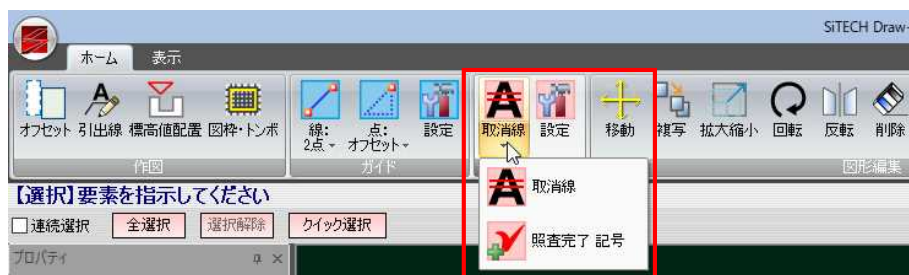 SiTECH Draw-
ホーム 表示
オフセット 引出線 標高値配置 図枠・トンボ 線: 2点 点: オフセット 設定 取消線 設定 移動 複写 拡大縮小 回転 反転 削除
作図 ガイド 図形編集
【選択】要素を指示してください
連続選択 全選択 選択解除 クイック選択
取消線
照査完了 記号
プロパティ